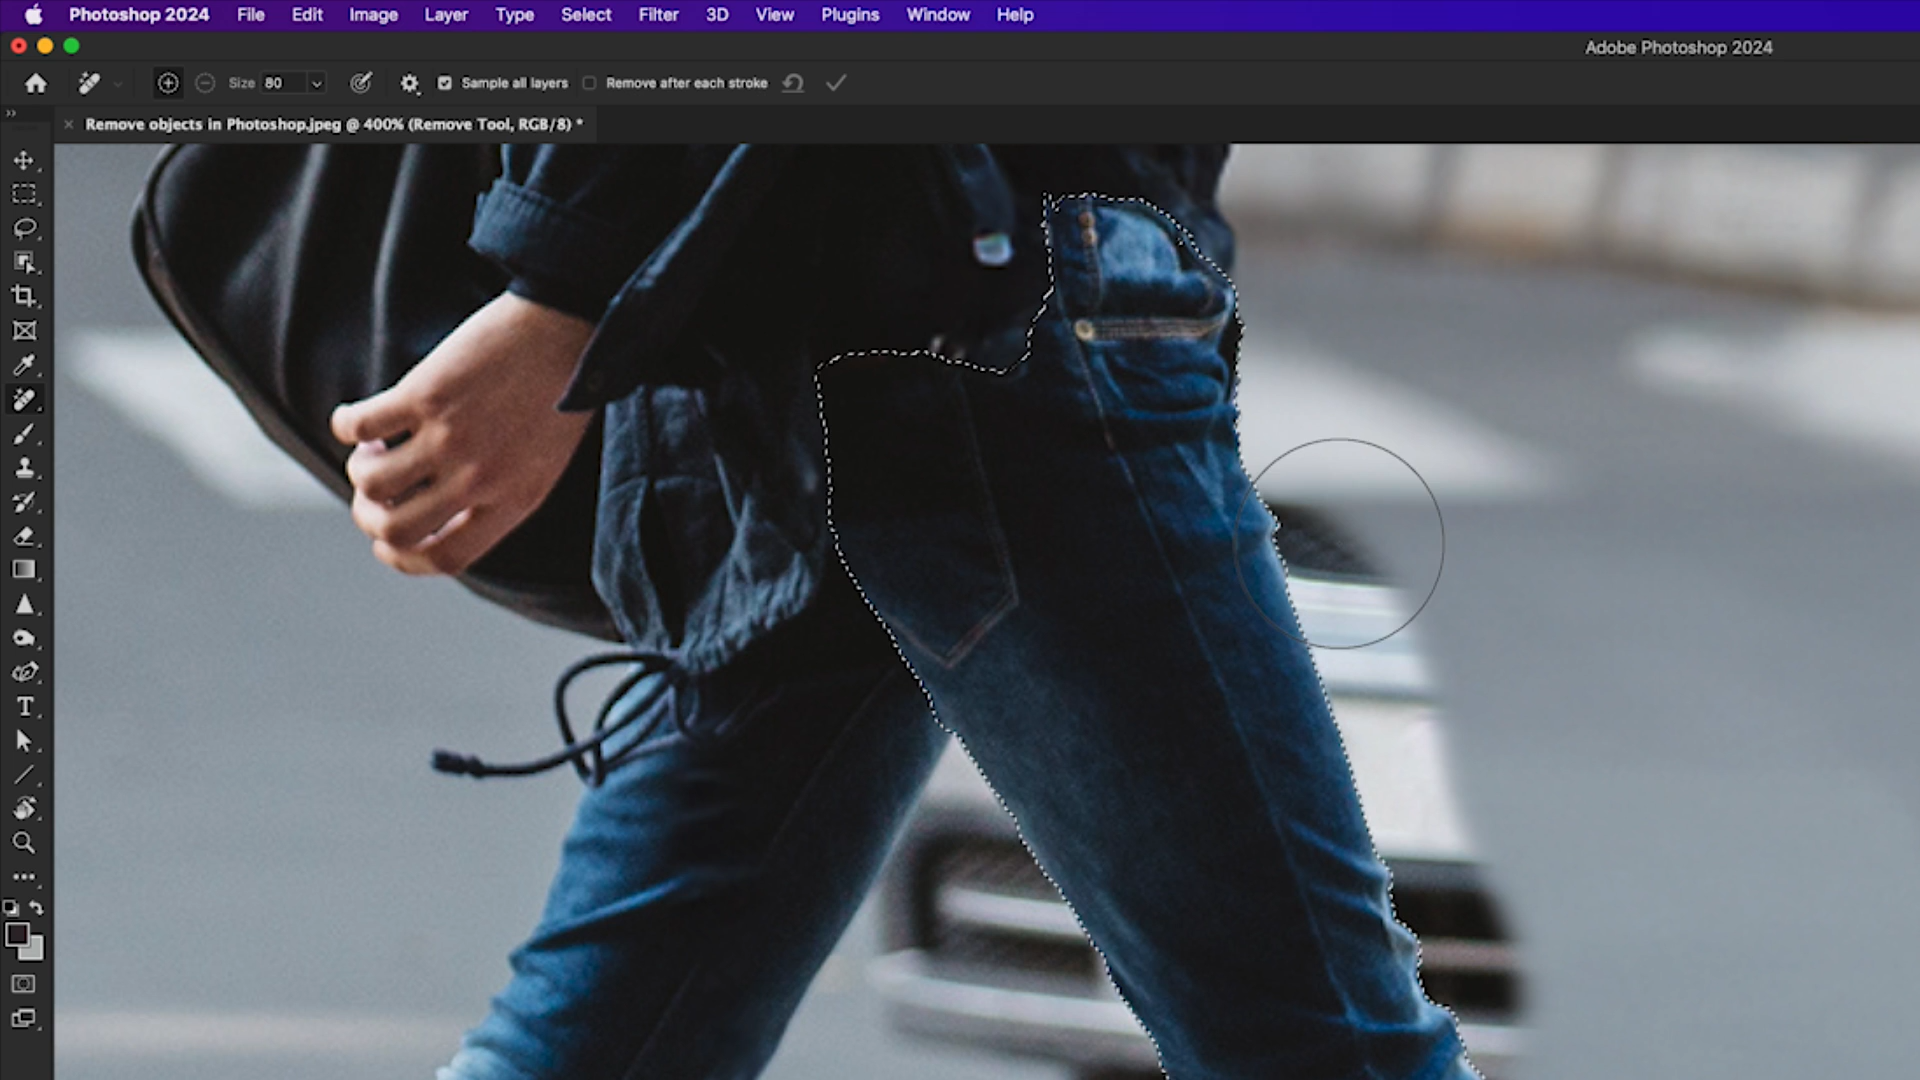 Photoshop 2024 File Edit Image Layer Type Select Filter 3D View Plugins Window Help
Adobe Photoshop 2024
Size 80 Sample all layers Remove after each stroke
× Remove objects in Photoshop.jpeg @ 400% (Remove Tool, RGB/8) *